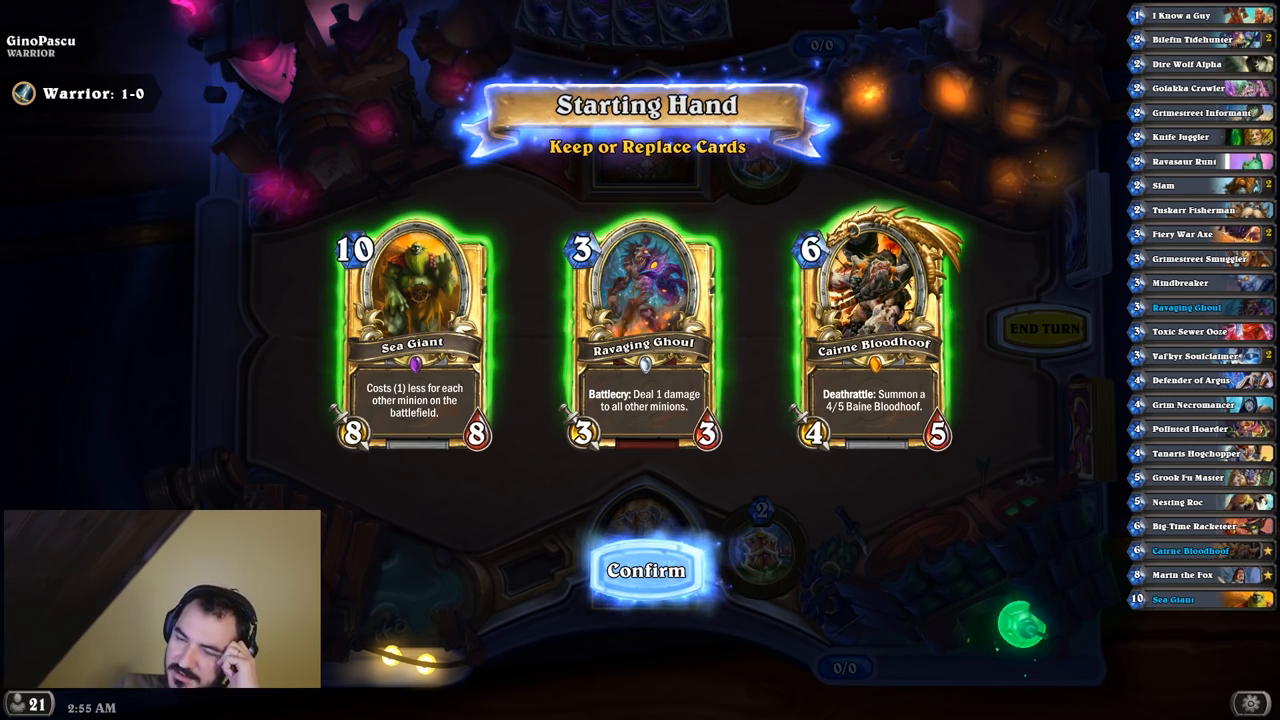 GinoPascu
WARRIOR
Warrior: 1-0
0/0
Starting Hand
Keep or Replace Cards
10
Sea Giant
Costs (1) less for each
other minion on the
battlefield.
8
8
3
Ravaging Ghoul
Battlecry: Deal 1 damage
to all other minions.
3
3
6
Cairne Bloodhoof
Deathrattle: Summon a
4/5 Baine Bloodhoof.
4
5
END TURN
2
Confirm
0/0
21
2:55 AM
1 I Know a Guy
2 Bilefin Tidehunter 2
2 Dire Wolf Alpha
2 Golakka Crawler
2 Grimestreet Informant
2 Knife Juggler
2 Ravasaur Runt
2 Slam 2
2 Tuskarr Fisherman
3 Fiery War Axe 2
3 Grimestreet Smuggler
3 Mindbreaker
3 Ravaging Ghoul
3 Toxic Sewer Ooze
3 Val'kyr Soulclaimer 2
4 Defender of Argus
4 Grim Necromancer
4 Polluted Hoarder
4 Tanaris Hogchopper
5 Grook Fu Master
5 Nesting Roc
6 Big-Time Racketeer
6 Cairne Bloodhoof
8 Marin the Fox
10 Sea Giant